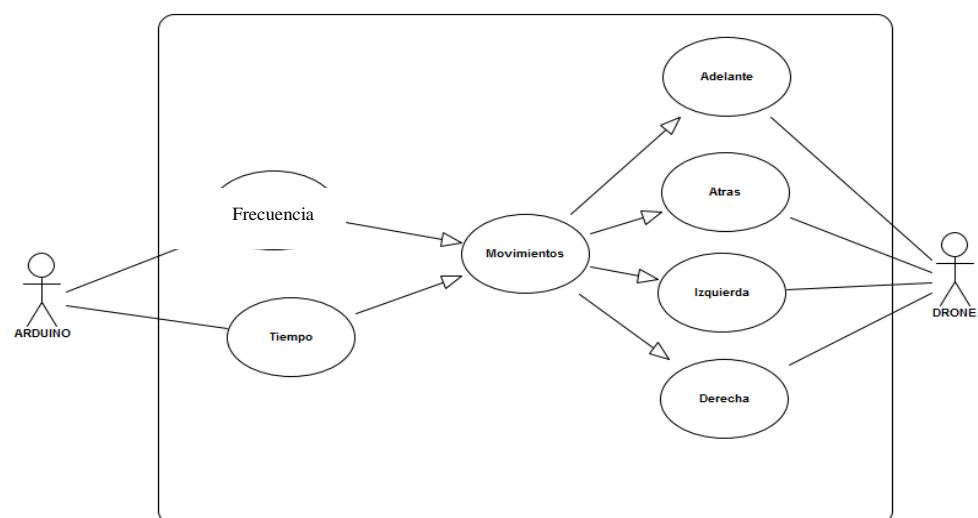 Adelante
Atras
Frecuencia
Movimientos
Izquierda
ARDUINO
DRONE
Tiempo
Derecha